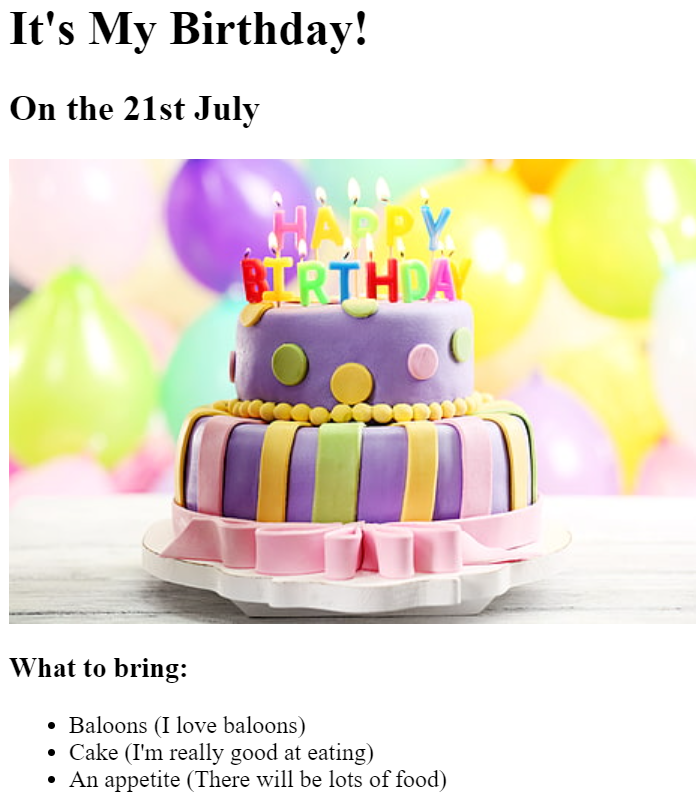 It's My Birthday!
On the 21st July
HAPPY
BIRTHDAY
What to bring:
Baloons (I love baloons)
Cake (I'm really good at eating)
An appetite (There will be lots of food)